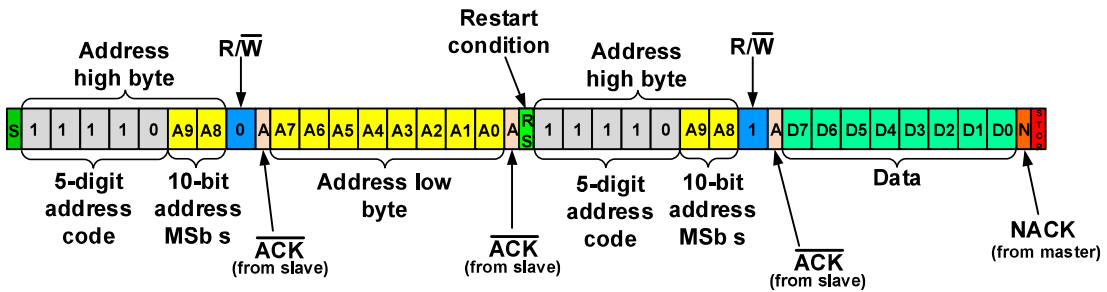 Restart
condition
Address
high byte
R/W̅
Address
high byte
R/W̅
S 1 1 1 1 0 A9 A8 0 A A7 A6 A5 A4 A3 A2 A1 A0 A RS 1 1 1 1 0 A9 A8 1 A D7 D6 D5 D4 D3 D2 D1 D0 N STOP
5-digit
address
code
10-bit
address
MSb s
A̅C̅K̅
(from slave)
Address low
byte
A̅C̅K̅
(from slave)
5-digit
address
code
10-bit
address
MSb s
A̅C̅K̅
(from slave)
Data
NACK
(from master)